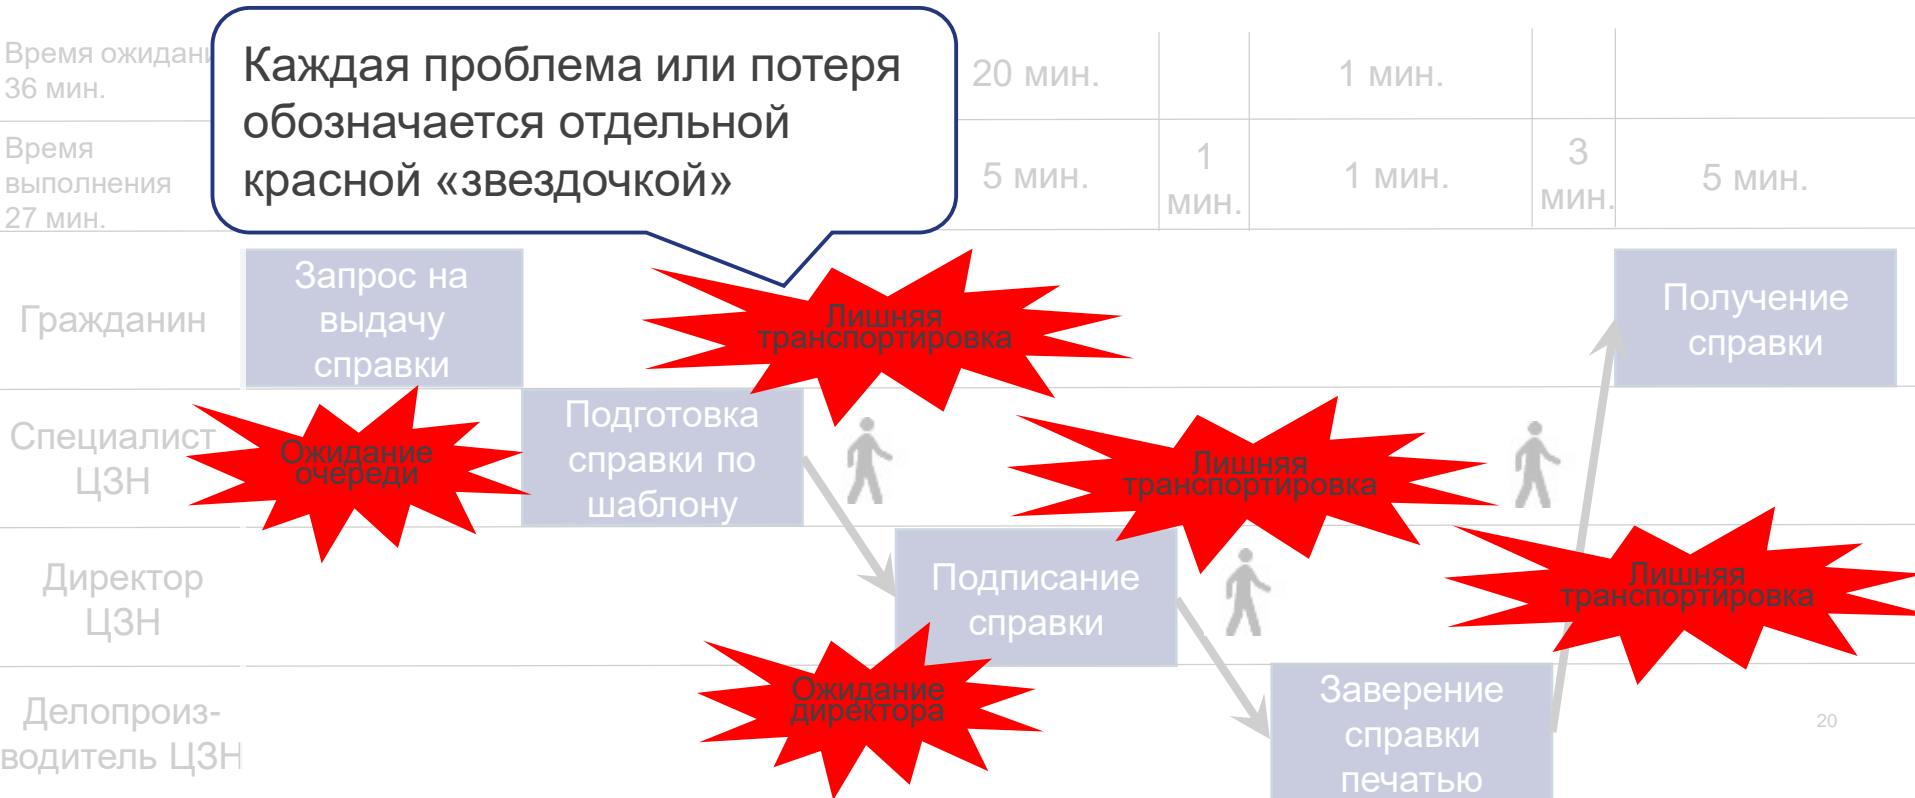 Время ожидани
36 мин.
Каждая проблема или потеря
обозначается отдельной
красной «звездочкой»
20 мин.
1 мин.
Время
выполнения
27 мин.
5 мин.
1
мин.
1 мин.
3
мин.
5 мин.
Гражданин
Запрос на
выдачу
справки
Лишняя
транспортировка
Получение
справки
Специалист
ЦЗН
Ожидание
очереди
Подготовка
справки по
шаблону
Лишняя
транспортировка
Директор
ЦЗН
Подписание
справки
Лишняя
транспортировка
Делопроиз-
водитель ЦЗН
Ожидание
директора
Заверение
справки
печатью
20